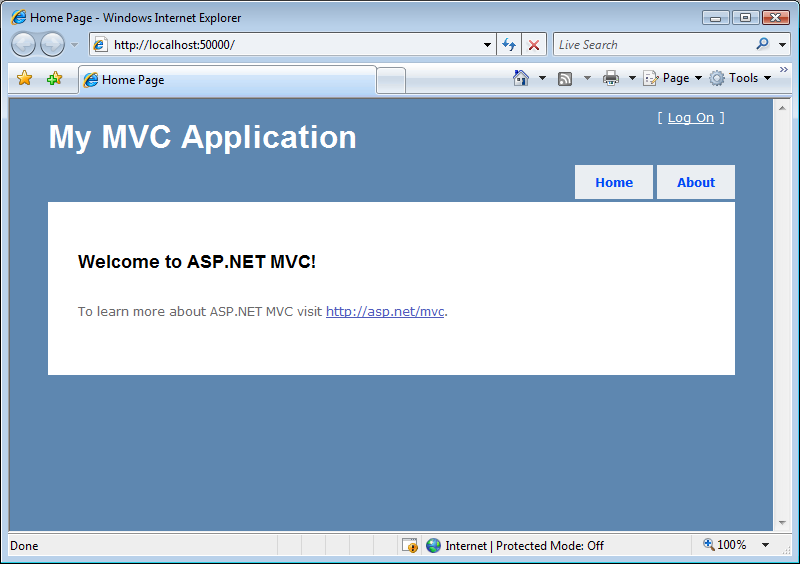 Home Page - Windows Internet Explorer
http://localhost:50000/
Live Search
Home Page
Page
Tools
»
[ Log On ]
My MVC Application
Home
About
Welcome to ASP.NET MVC!
To learn more about ASP.NET MVC visit http://asp.net/mvc.
Done
Internet | Protected Mode: Off
100%